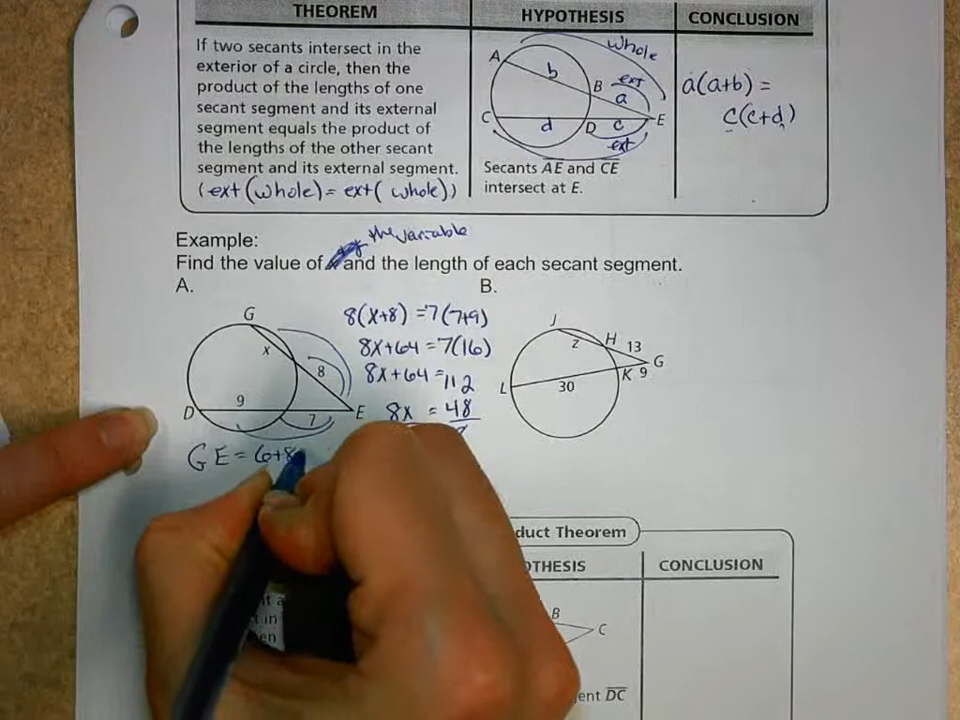 THEOREM HYPOTHESIS CONCLUSION
If two secants intersect in the
exterior of a circle, then the
product of the lengths of one
secant segment and its external
segment equals the product of
the lengths of the other secant
segment and its external segment.
(ext(whole) = ext(whole))
whole
A b B ext a
C d D c E
ext
Secants AE and CE
intersect at E.
a(a+b) =
c(c+d)
Example:
the variable
Find the value of and the length of each secant segment.
A.
G
x
8
9
D 7 E
8(x+8) = 7(7+9)
8x+64 = 7(16)
8x+64 = 112
8x = 48
GE = 6+8
B.
J
z H 13
G
K 9
L 30
duct Theorem
OTHESIS CONCLUSION
B
C
ent DC